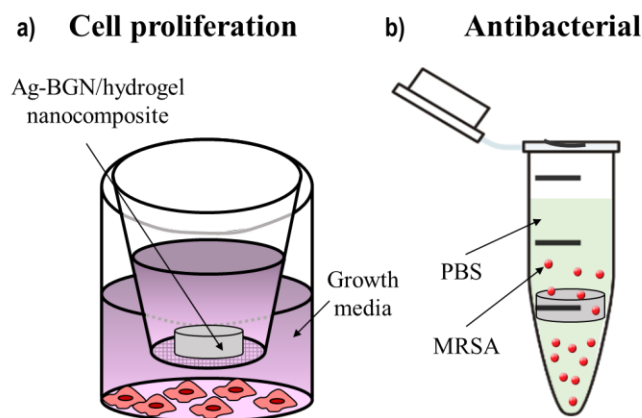 a) Cell proliferation
Ag-BGN/hydrogel
nanocomposite
Growth
media
b) Antibacterial
PBS
MRSA